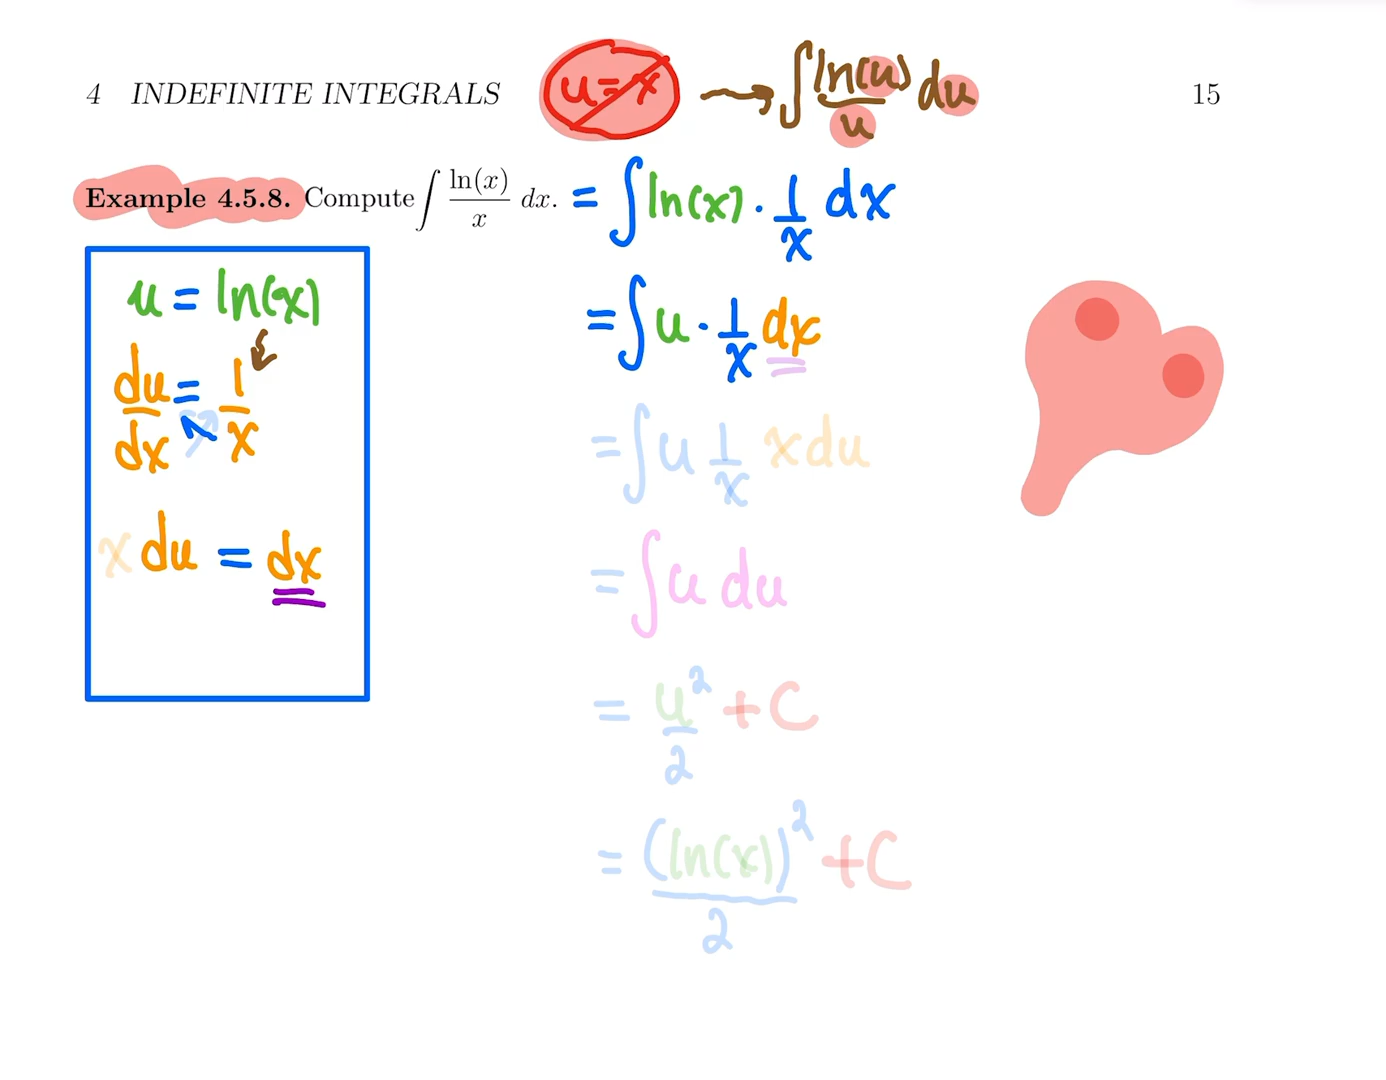 4 INDEFINITE INTEGRALS
u = x → ∫ ln(u)/u du
15
Example 4.5.8. Compute ∫ ln(x)/x dx. = ∫ ln(x) · 1/x dx
u = ln(x)
du/dx = 1/x
x du = dx
= ∫ u · 1/x dx
= ∫ u 1/x x du
= ∫ u du
= u²/2 + C
= (ln(x))²/2 + C